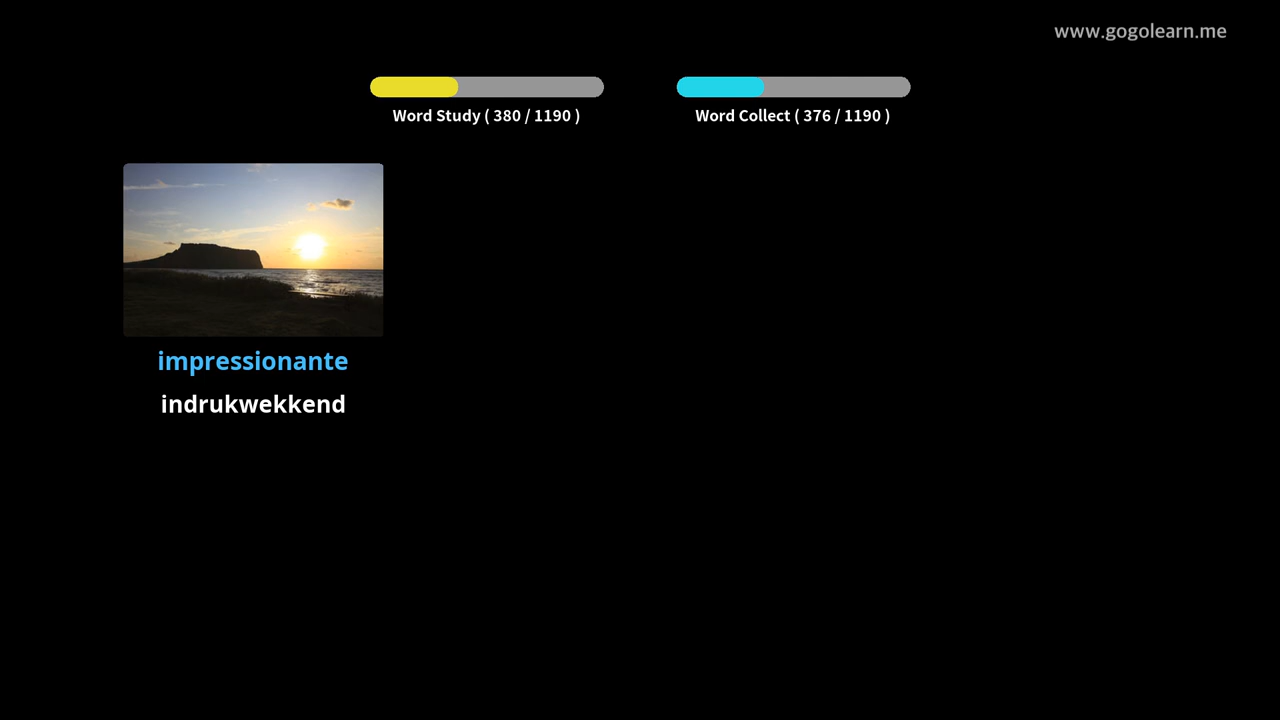 www.gogolearn.me
Word Study ( 380 / 1190 )
Word Collect ( 376 / 1190 )
impressionante
indrukwekkend